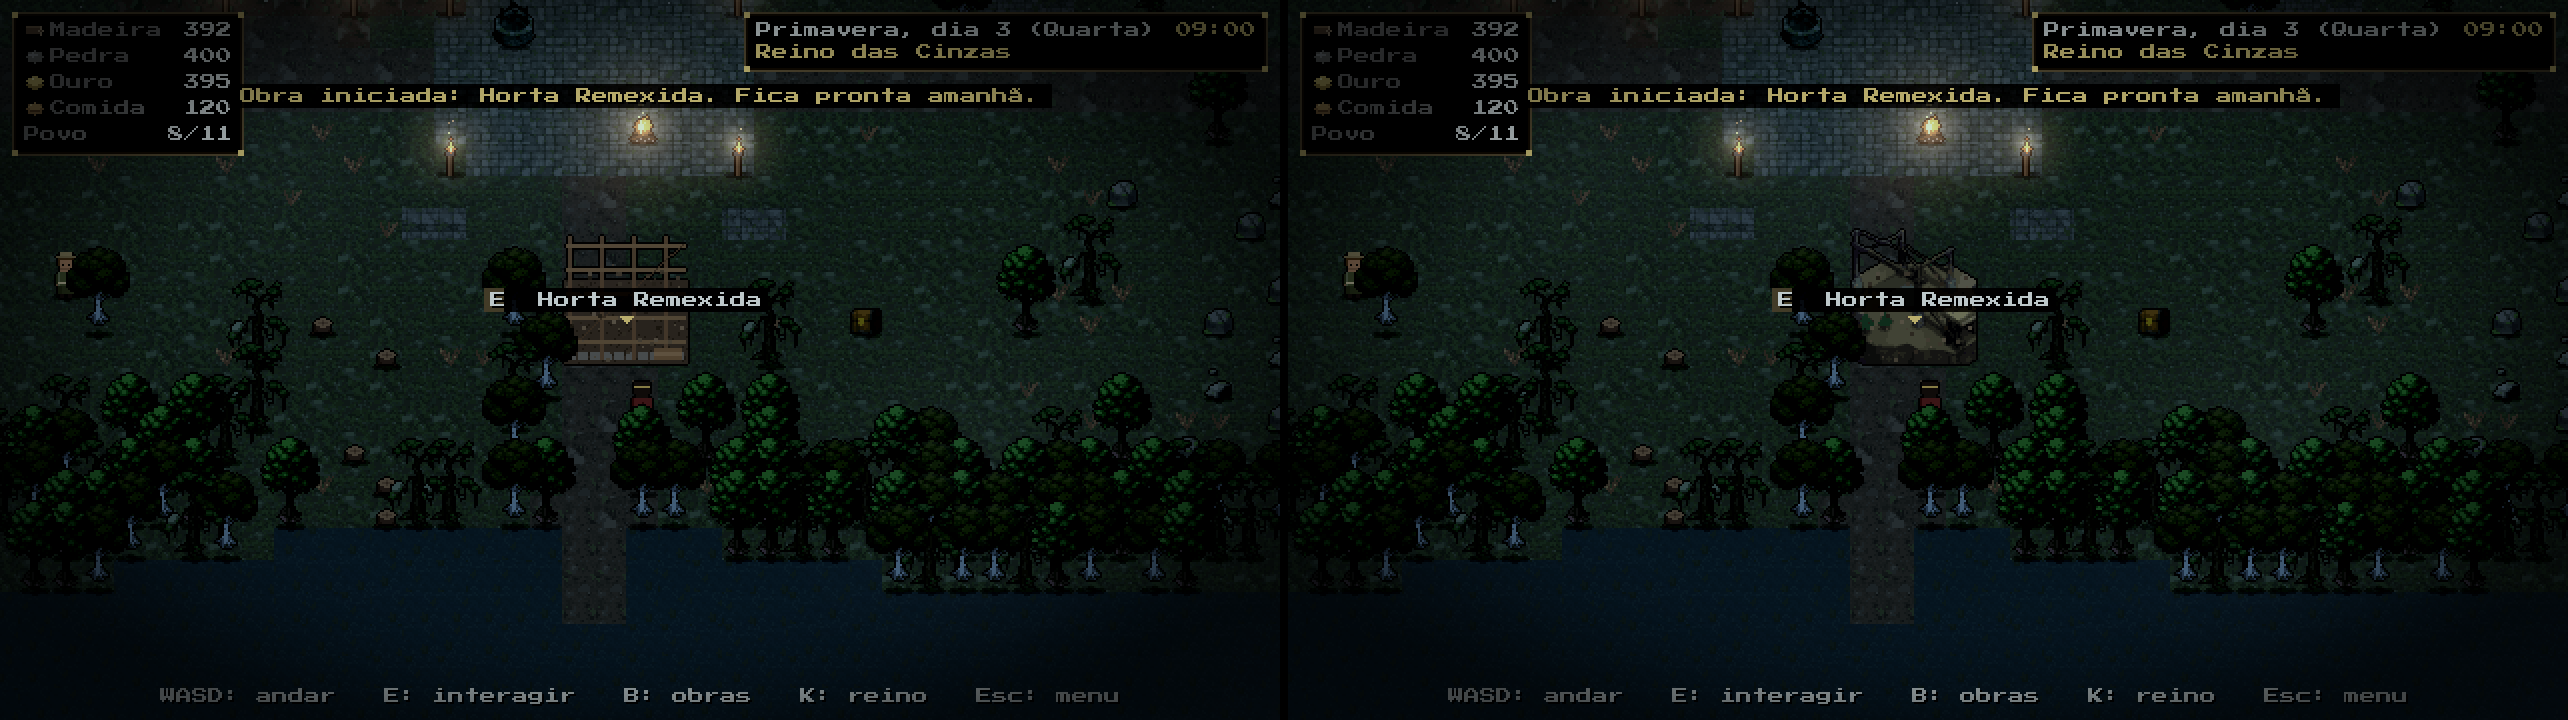 Madeira 392
Pedra 400
Ouro 395
Comida 120
Povo 8/11
Primavera, dia 3 (Quarta) 09:00
Reino das Cinzas
Obra iniciada: Horta Remexida. Fica pronta amanhã.
E Horta Remexida
WASD: andar E: interagir B: obras K: reino Esc: menu
Madeira 392
Pedra 400
Ouro 395
Comida 120
Povo 8/11
Primavera, dia 3 (Quarta) 09:00
Reino das Cinzas
Obra iniciada: Horta Remexida. Fica pronta amanhã.
E Horta Remexida
WASD: andar E: interagir B: obras K: reino Esc: menu